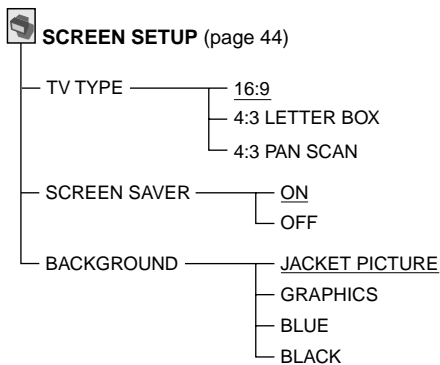 SCREEN SETUP (page 44)
TV TYPE 16:9
4:3 LETTER BOX
4:3 PAN SCAN
SCREEN SAVER ON
OFF
BACKGROUND JACKET PICTURE
GRAPHICS
BLUE
BLACK